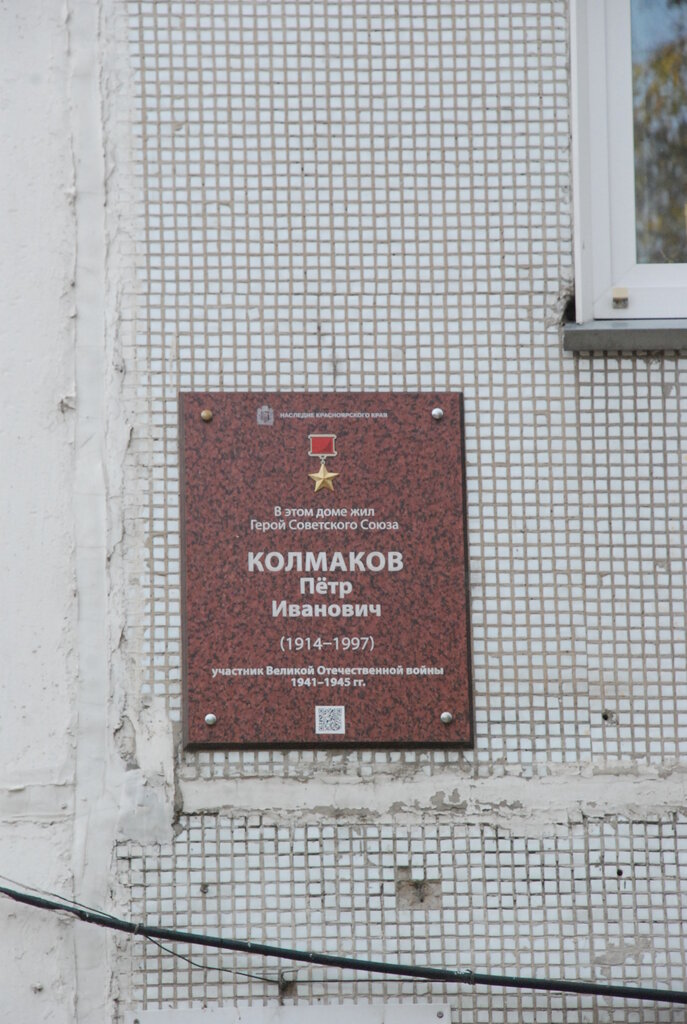 НАСЛЕДИЕ КРАСНОЯРСКОГО КРАЯ
В этом доме жил
Герой Советского Союза
КОЛМАКОВ
Пётр
Иванович
(1914–1997)
участник Великой Отечественной войны
1941–1945 гг.